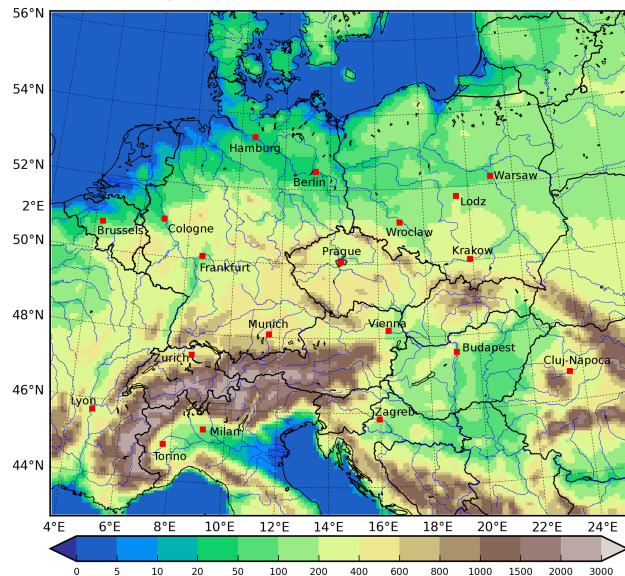 56°N
54°N
Hamburg
52°N
Berlin
Warsaw
Lodz
2°E
Brussels
Cologne
Wroclaw
50°N
Prague
Krakow
Frankfurt
48°N
Munich
Vienna
Zurich
Budapest
Cluj-Napoca
46°N
Lyon
Zagreb
Milan
Torino
44°N
4°E 6°E 8°E 10°E 12°E 14°E 16°E 18°E 20°E 22°E 24°E
0 5 10 20 50 100 200 400 600 800 1000 1500 2000 3000